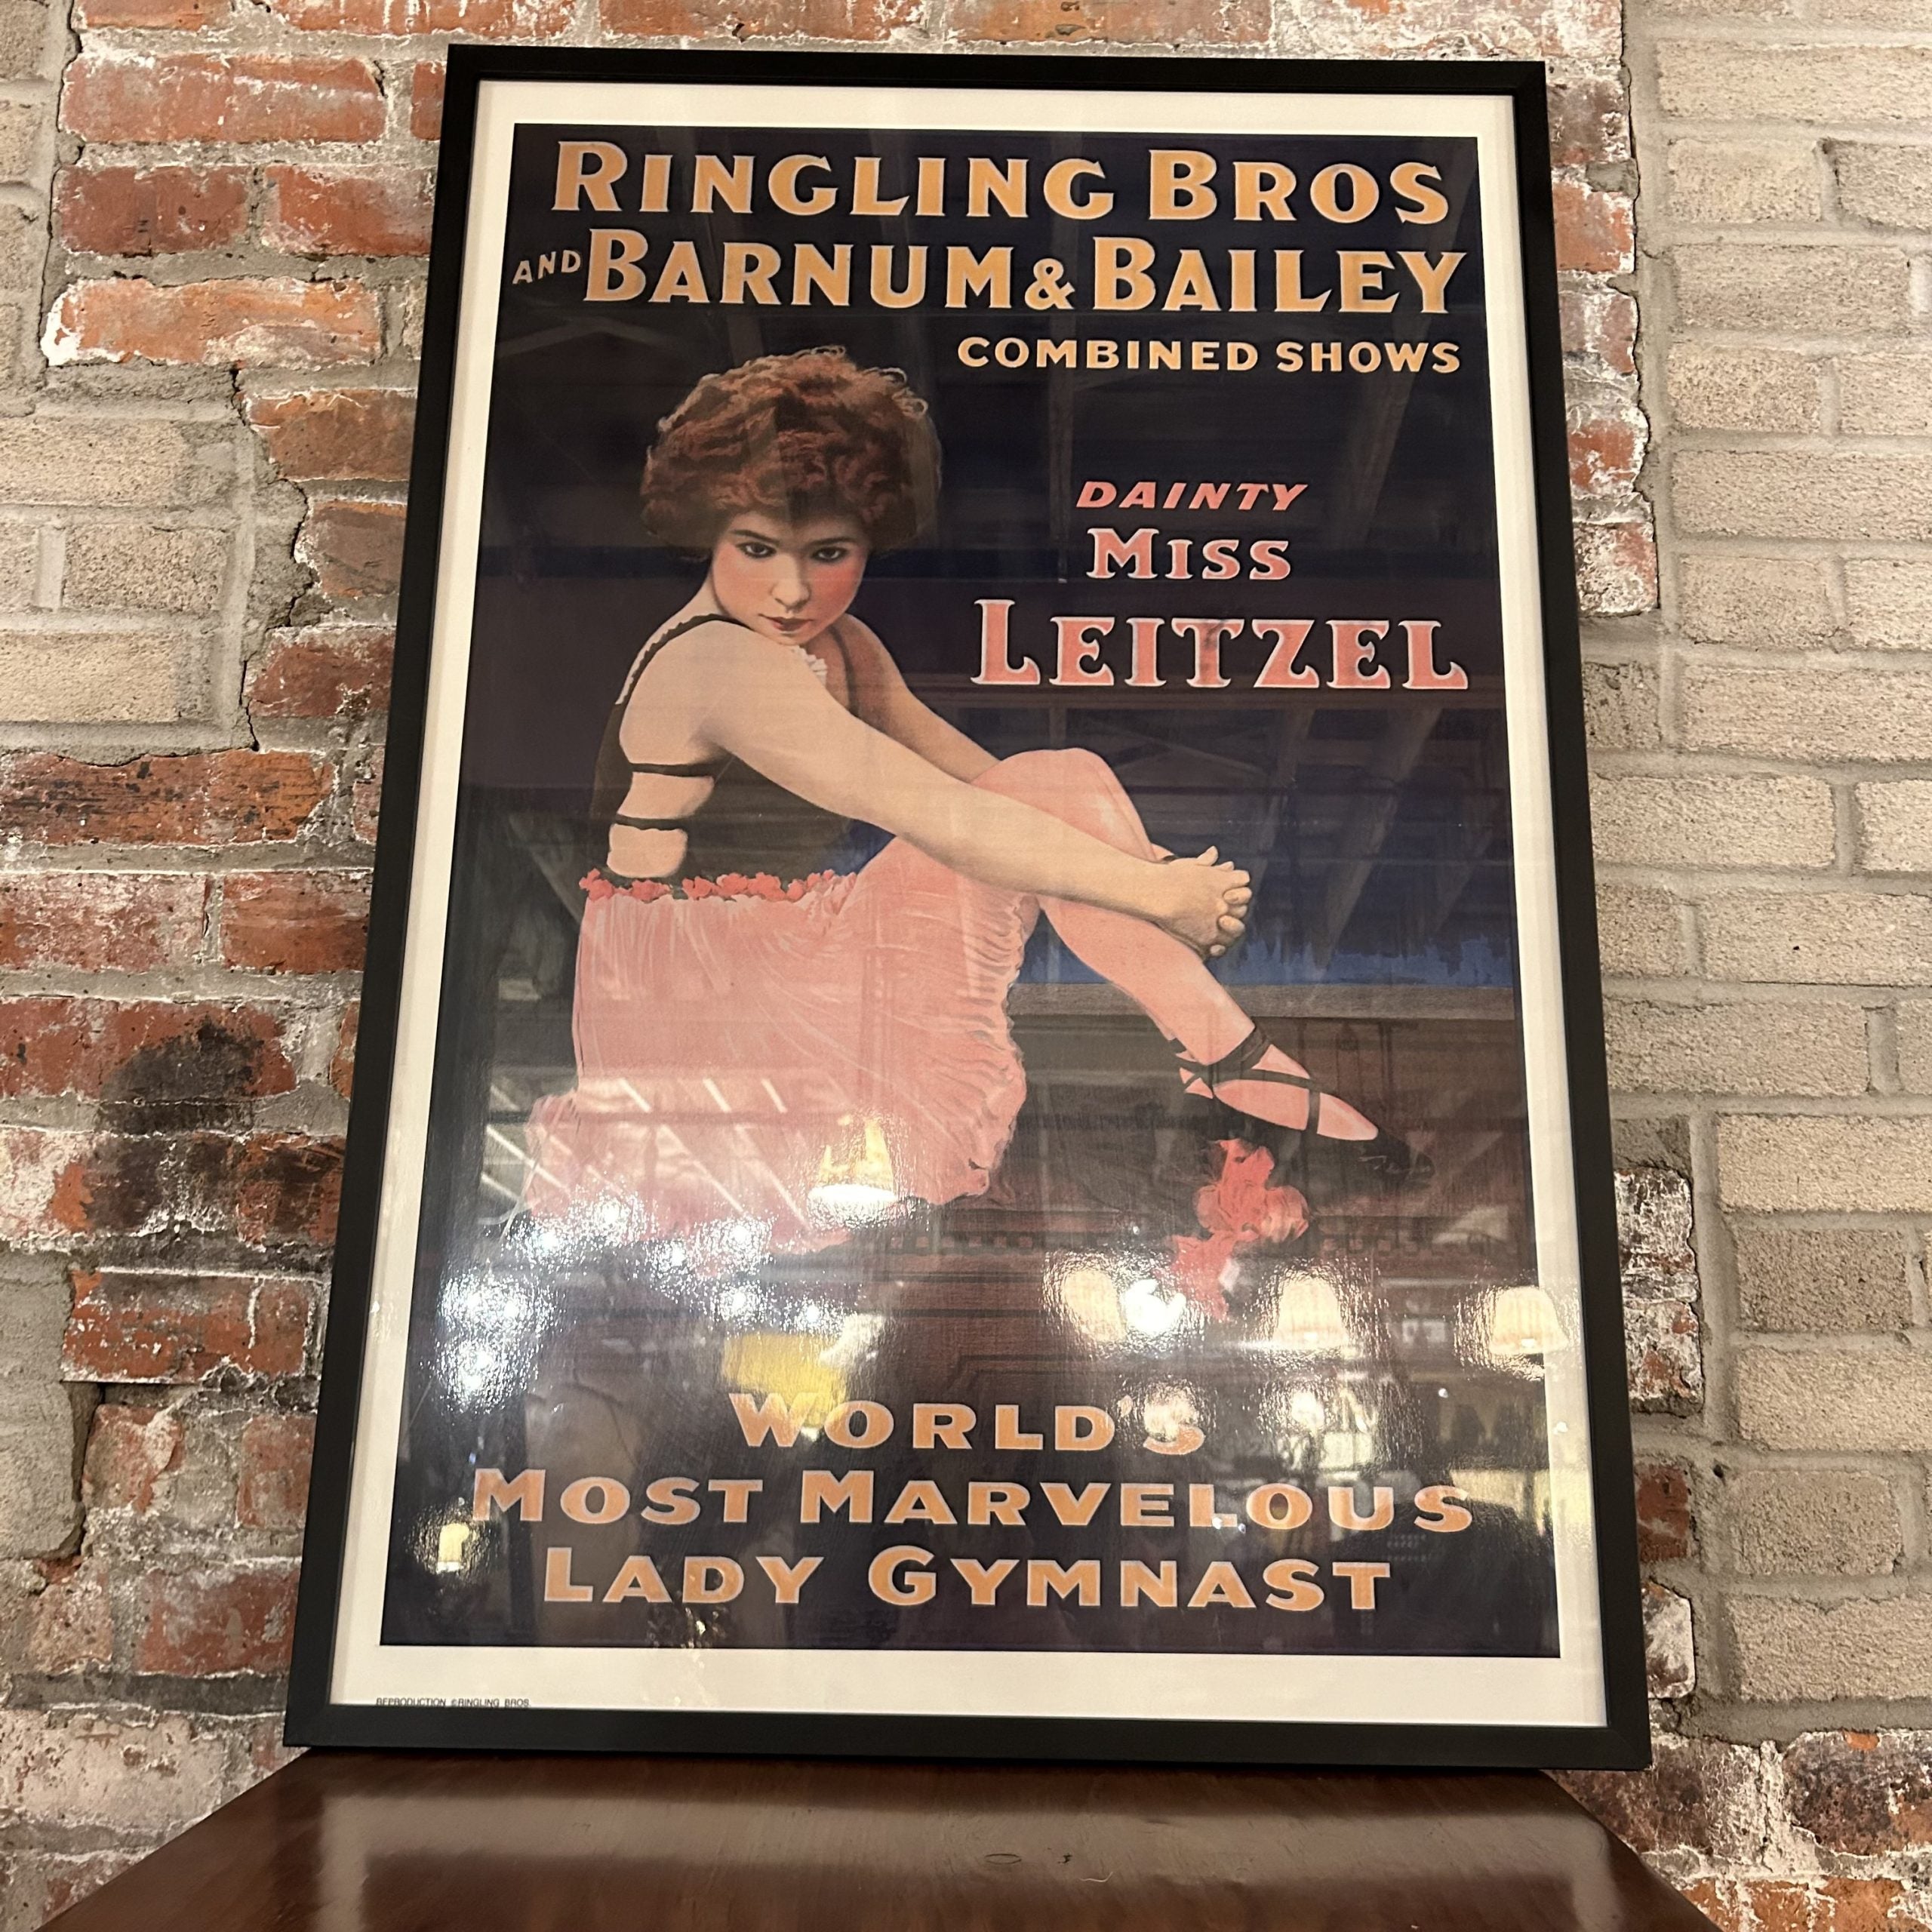 RINGLING BROS
AND BARNUM & BAILEY
COMBINED SHOWS
DAINTY
MISS
LEITZEL
WORLD'S
MOST MARVELOUS
LADY GYMNAST
REPRODUCTION © RINGLING BROS.